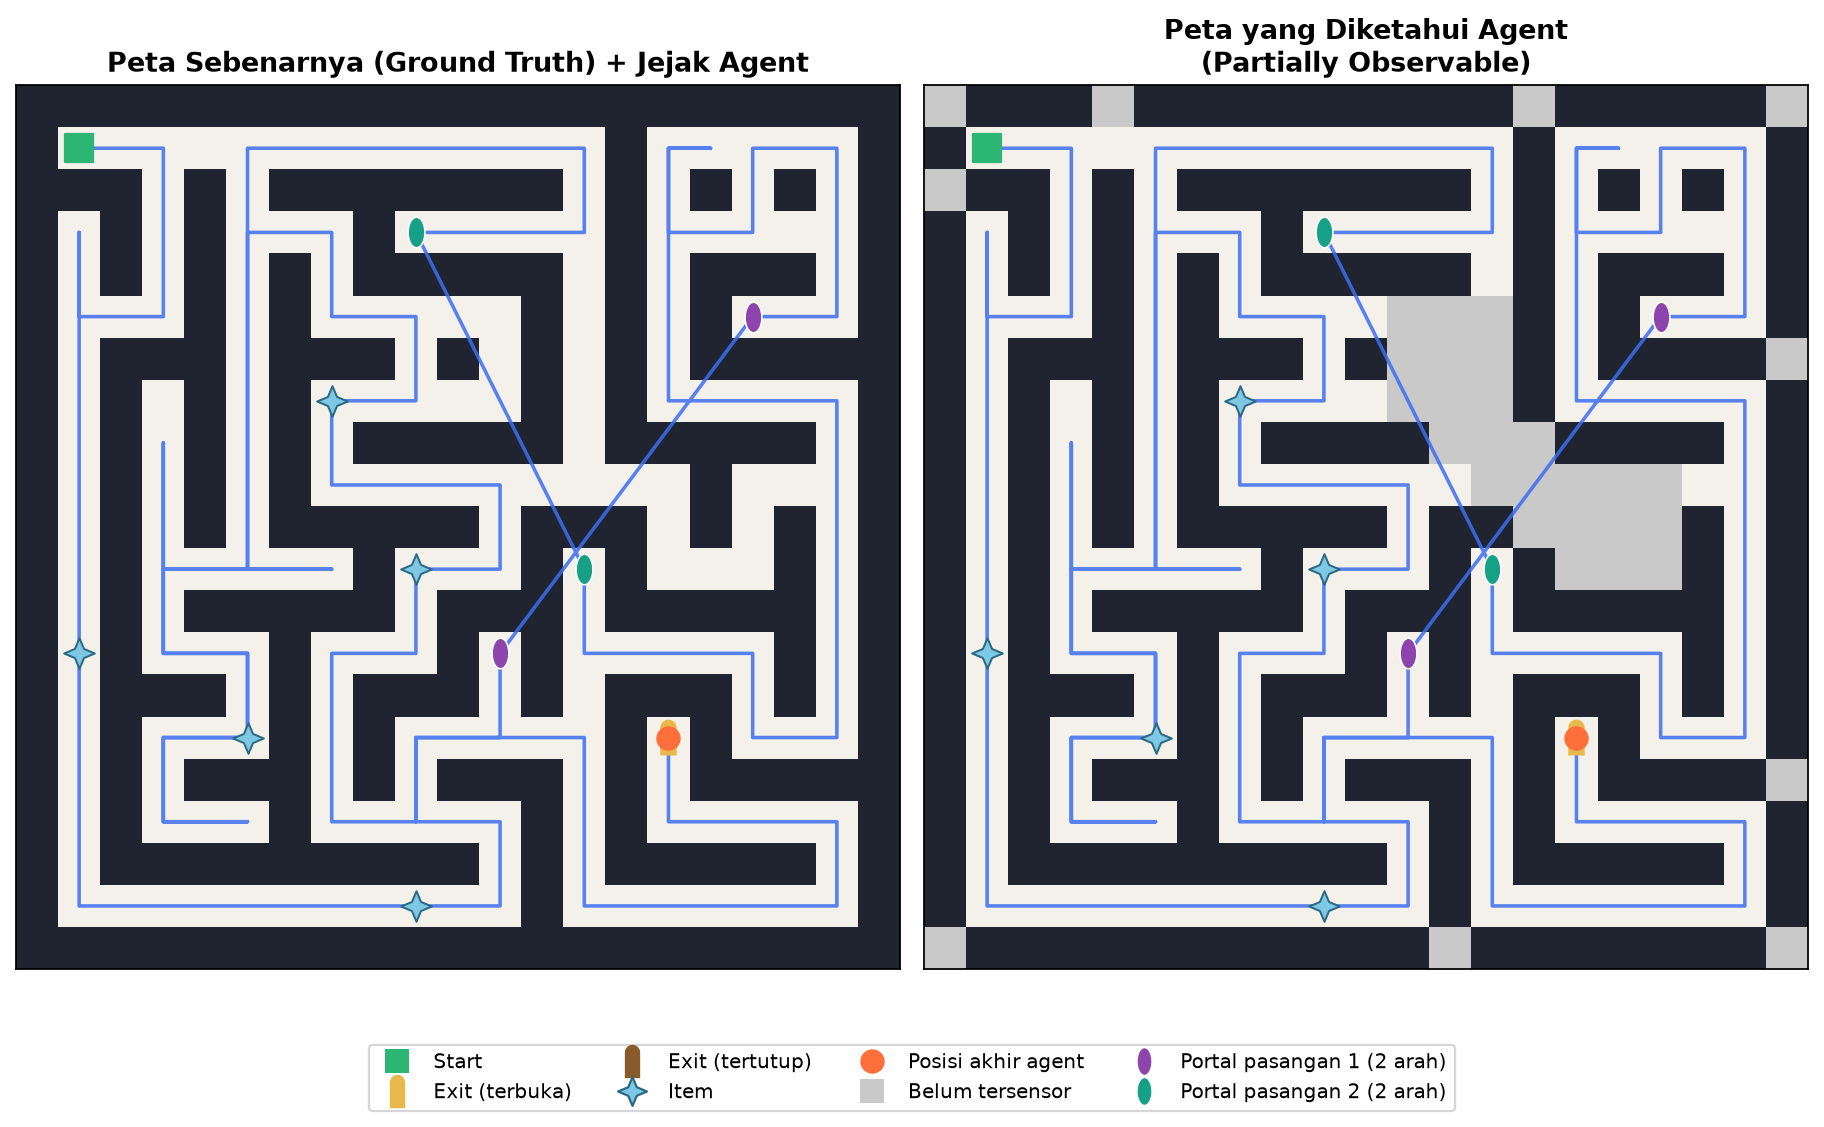 Peta Sebenarnya (Ground Truth) + Jejak Agent
Peta yang Diketahui Agent
(Partially Observable)
Start
Exit (terbuka)
Exit (tertutup)
Item
Posisi akhir agent
Belum tersensor
Portal pasangan 1 (2 arah)
Portal pasangan 2 (2 arah)